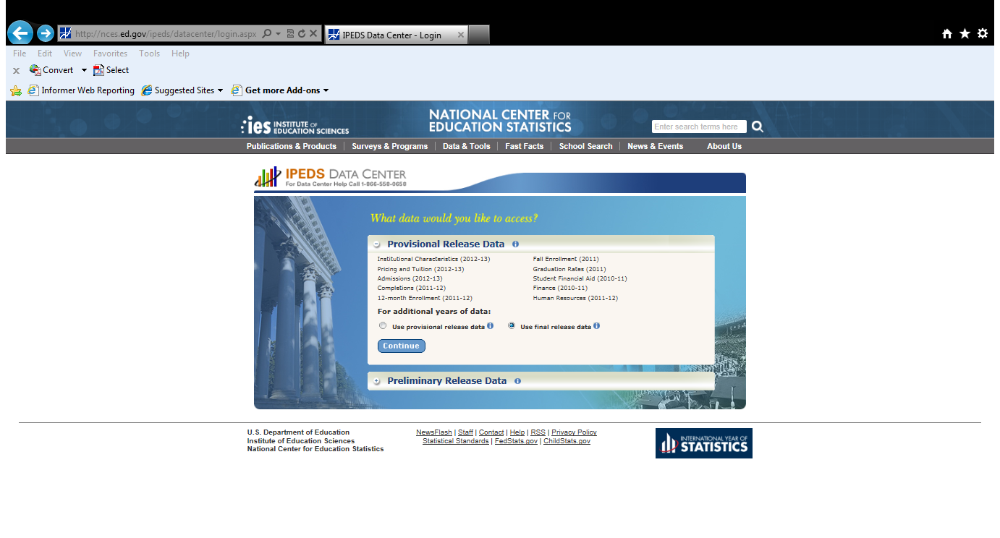 http://nces.ed.gov/ipeds/datacenter/login.aspx
IPEDS Data Center - Login
File Edit View Favorites Tools Help
x Convert Select
Informer Web Reporting Suggested Sites Get more Add-ons
ies INSTITUTE OF EDUCATION SCIENCES
NATIONAL CENTER FOR
EDUCATION STATISTICS
Enter search terms here
Publications & Products | Surveys & Programs | Data & Tools | Fast Facts | School Search | News & Events About Us
IPEDS DATA CENTER
For Data Center Help Call 1-866-558-0658
What data would you like to access?
Provisional Release Data
Institutional Characteristics (2012-13)
Pricing and Tuition (2012-13)
Admissions (2012-13)
Completions (2011-12)
12-month Enrollment (2011-12)
Fall Enrollment (2011)
Graduation Rates (2011)
Student Financial Aid (2010-11)
Finance (2010-11)
Human Resources (2011-12)
For additional years of data:
Use provisional release data Use final release data
Continue
Preliminary Release Data
U.S. Department of Education
Institute of Education Sciences
National Center for Education Statistics
NewsFlash | Staff | Contact | Help | RSS | Privacy Policy
Statistical Standards | FedStats.gov | ChildStats.gov
INTERNATIONAL YEAR OF
STATISTICS